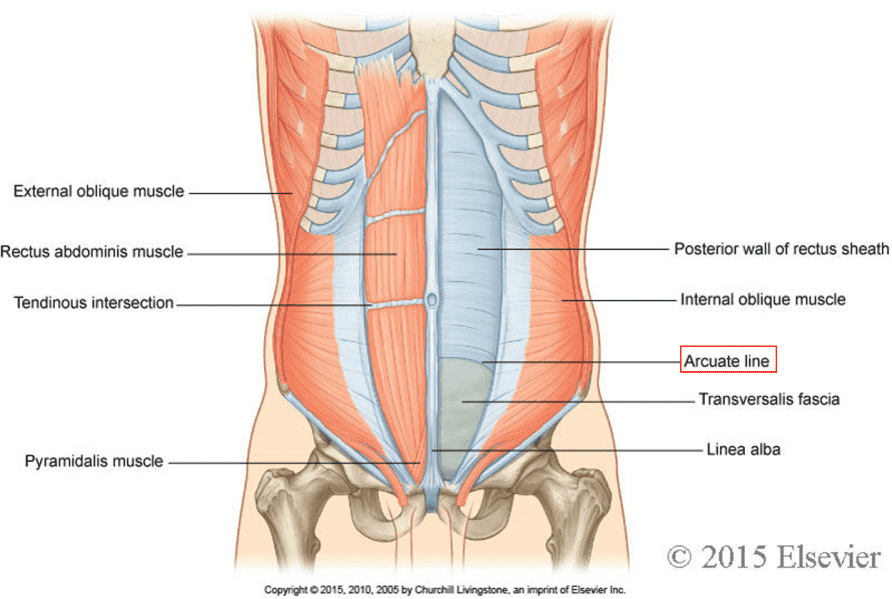 External oblique muscle
Rectus abdominis muscle
Tendinous intersection
Pyramidalis muscle
Posterior wall of rectus sheath
Internal oblique muscle
Arcuate line
Transversalis fascia
Linea alba
© 2015 Elsevier
Copyright © 2015, 2010, 2005 by Churchill Livingstone, an imprint of Elsevier Inc.